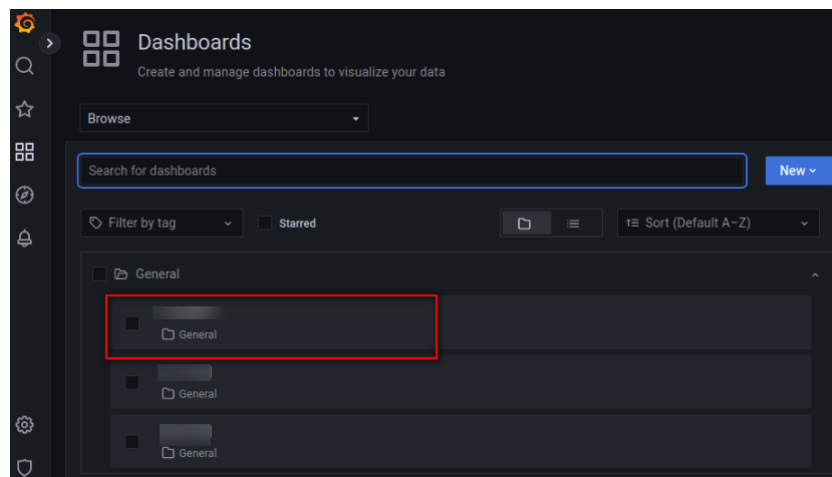 Dashboards
Create and manage dashboards to visualize your data
Browse
Search for dashboards
New
Filter by tag
Starred
Sort (Default A–Z)
General
General
General
General